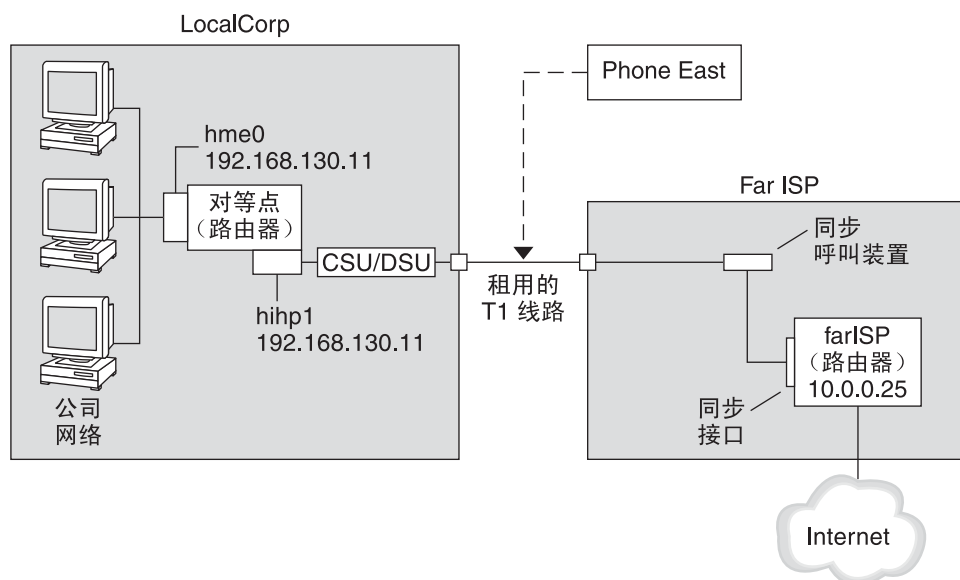 LocalCorp
Phone East
hme0
192.168.130.11
对等点
（路由器）
CSU/DSU
hihp1
192.168.130.11
公司
网络
租用的
T1 线路
Far ISP
同步
呼叫装置
farISP
（路由器）
10.0.0.25
同步
接口
Internet